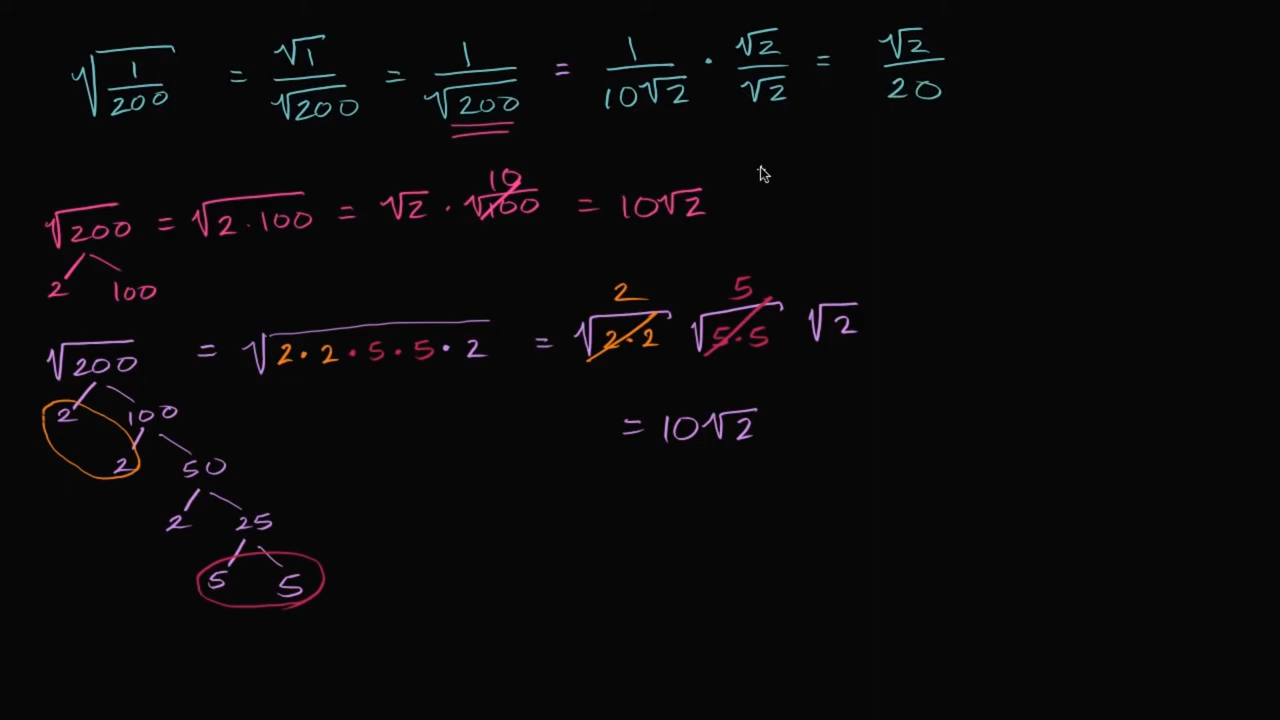 √(1/200) = √1/√200 = 1/√200 = 1/(10√2) · √2/√2 = √2/20
√200 = √(2·100) = √2 · √100 10 = 10√2
2 100
√200 = √(2·2·5·5·2) = √(2·2) 2 √(5·5) 5 √2
2 100
= 10√2
2 50
2 25
5 5